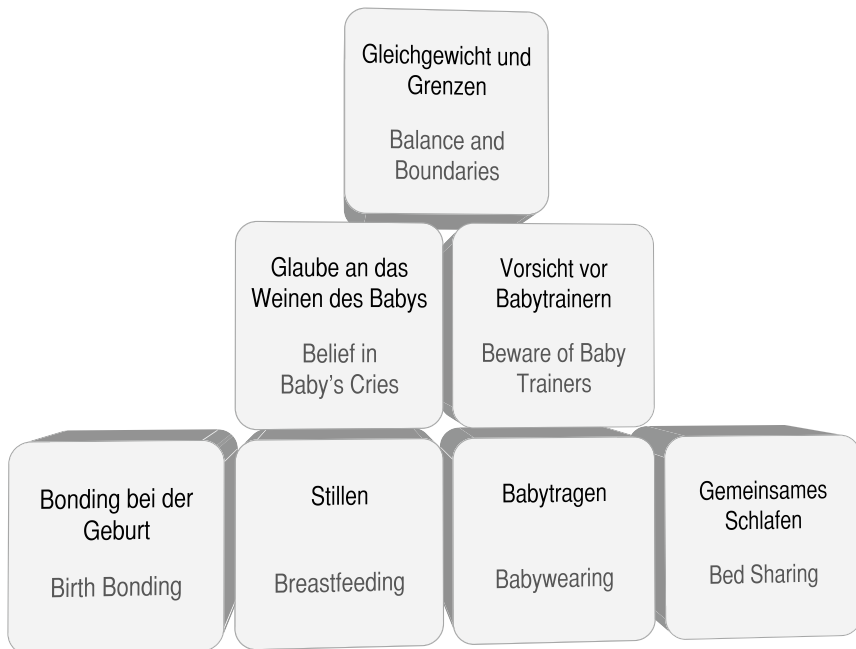 Gleichgewicht und
Grenzen
Balance and
Boundaries
Glaube an das
Weinen des Babys
Belief in
Baby's Cries
Vorsicht vor
Babytrainern
Beware of Baby
Trainers
Bonding bei der
Geburt
Birth Bonding
Stillen
Breastfeeding
Babytragen
Babywearing
Gemeinsames
Schlafen
Bed Sharing